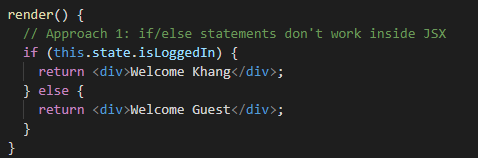 render() {
  // Approach 1: if/else statements don't work inside JSX
  if (this.state.isLoggedIn) {
    return <div>Welcome Khang</div>;
  } else {
    return <div>Welcome Guest</div>;
  }
}